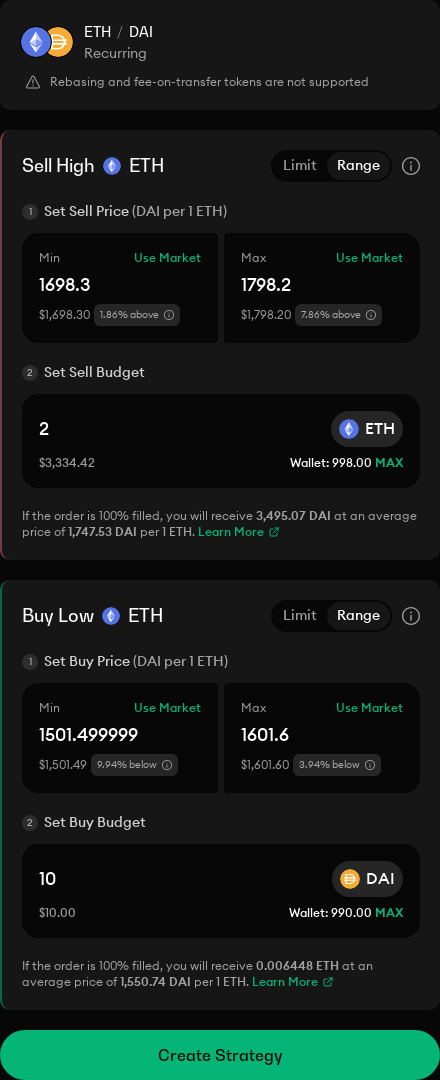 ETH / DAI
Recurring
Rebasing and fee-on-transfer tokens are not supported
Sell High ETH
Limit Range
1 Set Sell Price (DAI per 1 ETH)
Min Use Market
1698.3
$1,698.30 1.86% above
Max Use Market
1798.2
$1,798.20 7.86% above
2 Set Sell Budget
2 ETH
$3,334.42 Wallet: 998.00 MAX
If the order is 100% filled, you will receive 3,495.07 DAI at an average
price of 1,747.53 DAI per 1 ETH. Learn More
Buy Low ETH
Limit Range
1 Set Buy Price (DAI per 1 ETH)
Min Use Market
1501.499999
$1,501.49 9.94% below
Max Use Market
1601.6
$1,601.60 3.94% below
2 Set Buy Budget
10 DAI
$10.00 Wallet: 990.00 MAX
If the order is 100% filled, you will receive 0.006448 ETH at an
average price of 1,550.74 DAI per 1 ETH. Learn More
Create Strategy